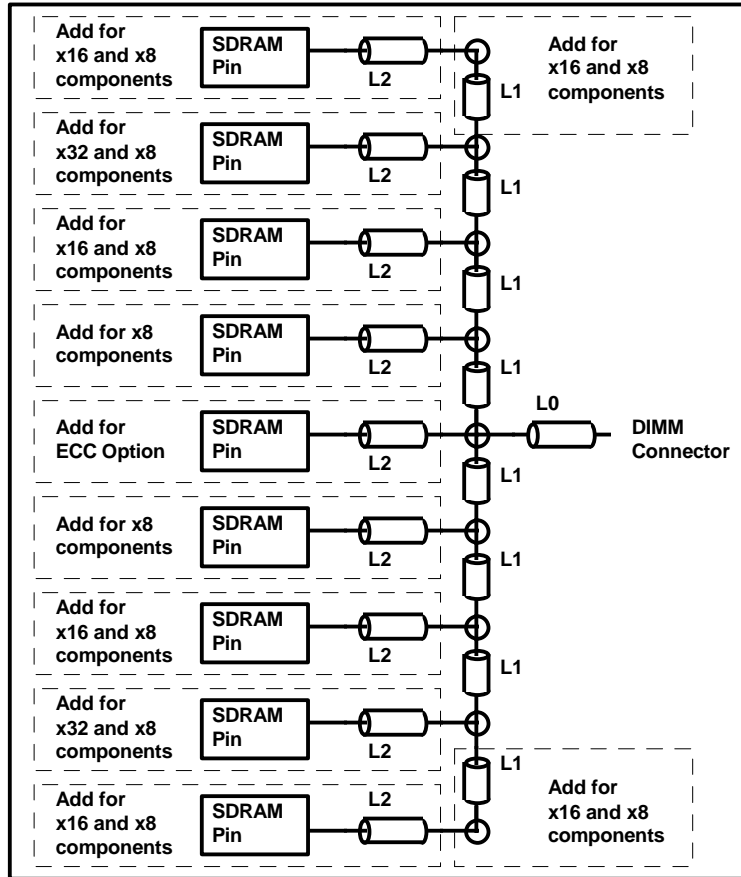 Add for
x16 and x8
components
SDRAM
Pin
L2
L1
Add for
x16 and x8
components
Add for
x32 and x8
components
SDRAM
Pin
L2
L1
Add for
x16 and x8
components
SDRAM
Pin
L2
L1
Add for x8
components
SDRAM
Pin
L2
L1
Add for
ECC Option
SDRAM
Pin
L2
L0
DIMM
Connector
L1
Add for x8
components
SDRAM
Pin
L2
L1
Add for
x16 and x8
components
SDRAM
Pin
L2
L1
Add for
x32 and x8
components
SDRAM
Pin
L2
L1
Add for
x16 and x8
components
Add for
x16 and x8
components
SDRAM
Pin
L2